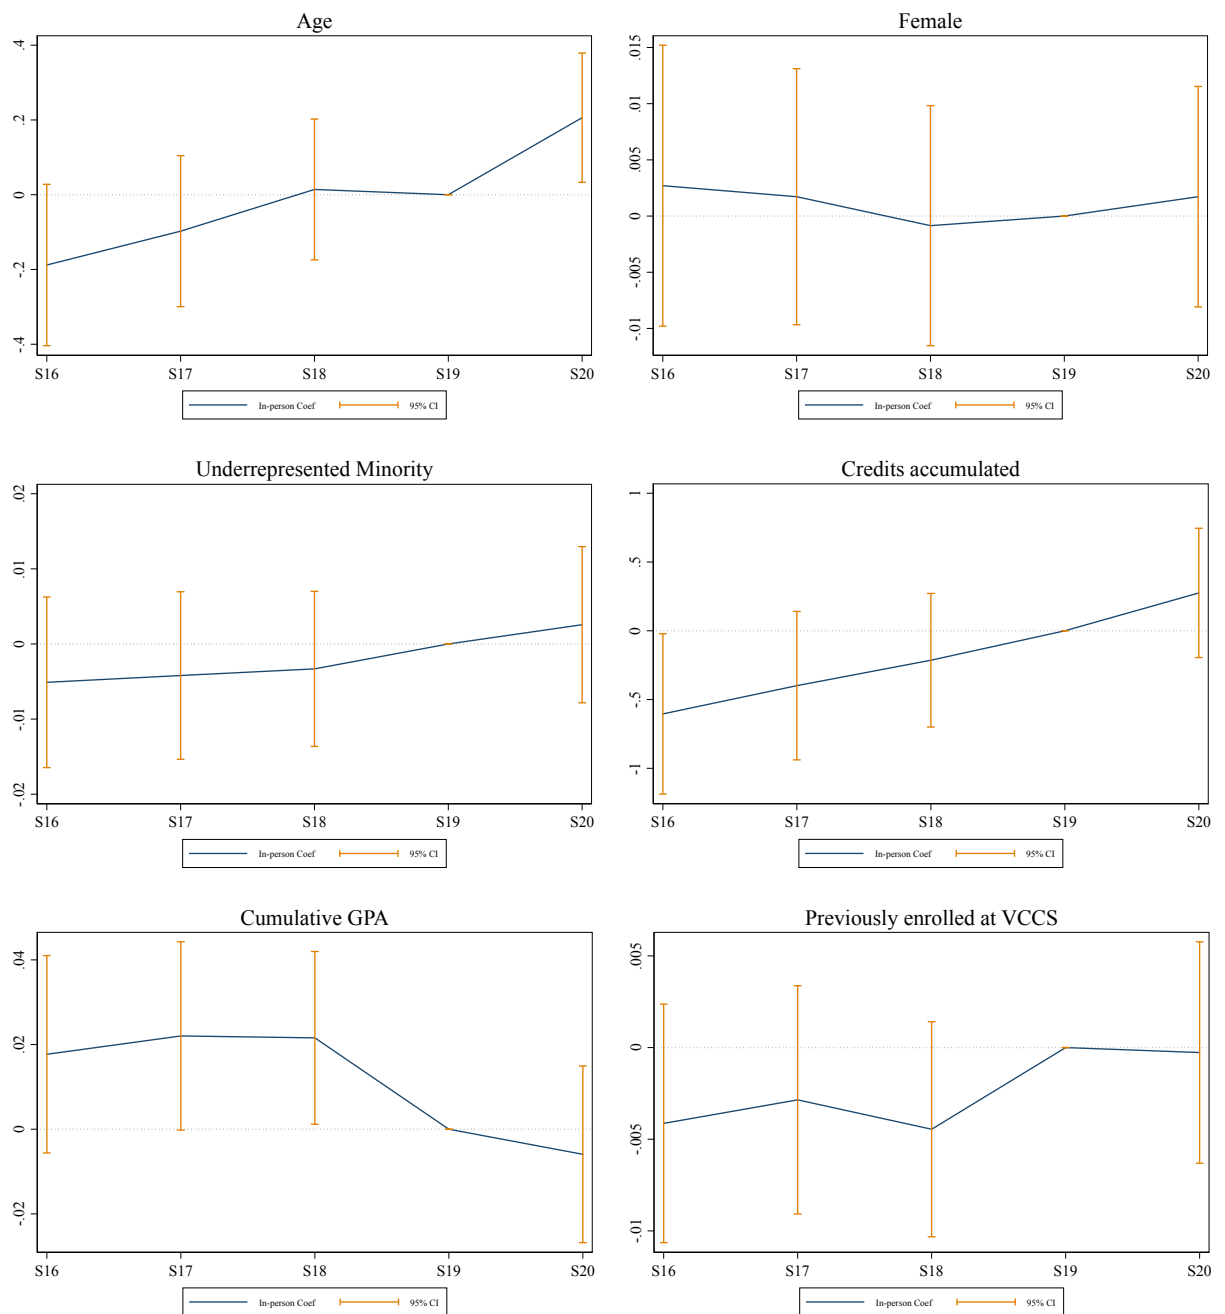 Age
.4
.2
0
-.2
-.4
S16 S17 S18 S19 S20
In-person Coef 95% CI
Female
.015
.01
.005
0
-.005
-.01
S16 S17 S18 S19 S20
In-person Coef 95% CI
Underrepresented Minority
.02
.01
0
-.01
-.02
S16 S17 S18 S19 S20
In-person Coef 95% CI
Credits accumulated
1
.5
0
-.5
-1
S16 S17 S18 S19 S20
In-person Coef 95% CI
Cumulative GPA
.04
.02
0
-.02
S16 S17 S18 S19 S20
In-person Coef 95% CI
Previously enrolled at VCCS
.005
0
-.005
-.01
S16 S17 S18 S19 S20
In-person Coef 95% CI